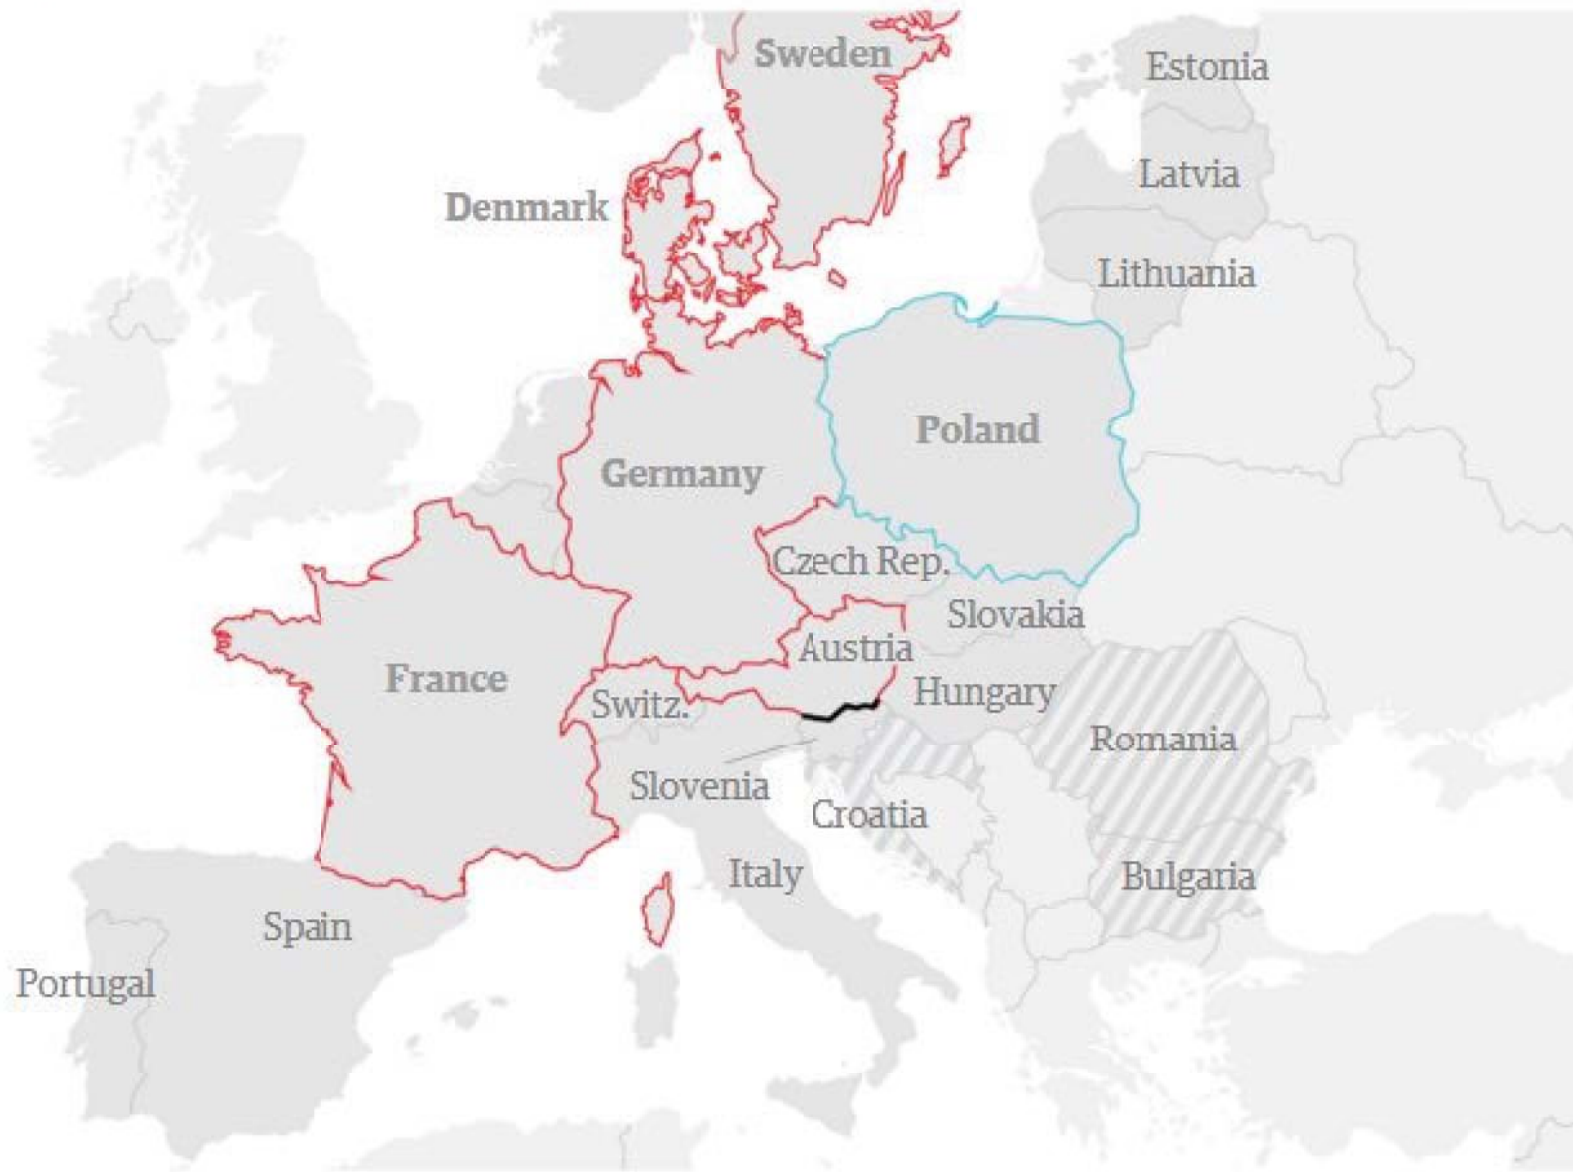 Sweden
Estonia
Latvia
Denmark
Lithuania
Poland
Germany
Czech Rep.
Slovakia
Austria
France
Hungary
Switz.
Romania
Slovenia
Croatia
Italy
Bulgaria
Spain
Portugal